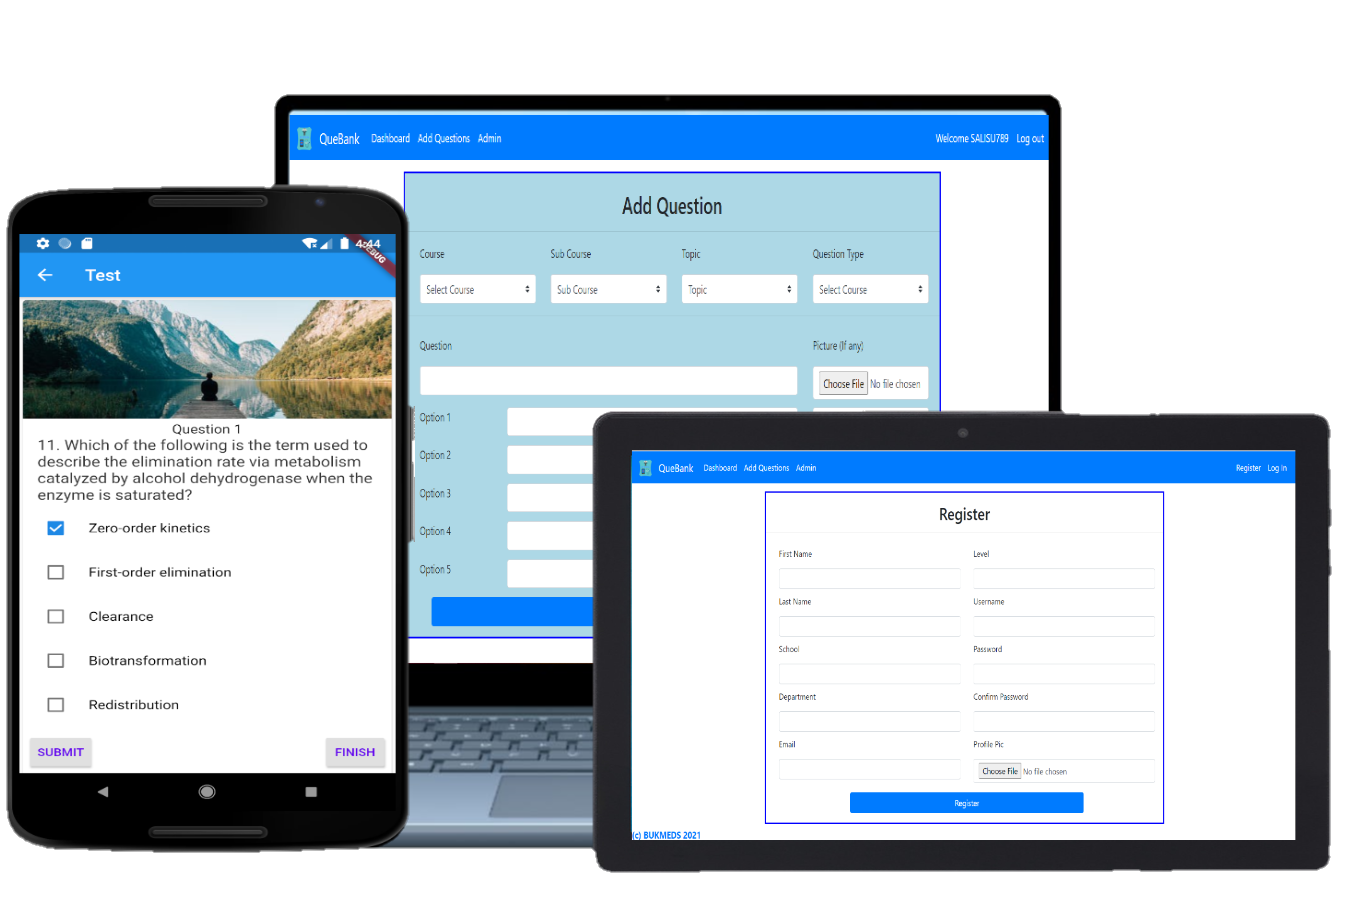 QueBank Dashboard Add Questions Admin Welcome SALISU789 Log out
Add Question
Course Sub Course Topic Question Type
Select Course Sub Course Topic Select Course
Question Picture (If any)
Choose File No file chosen
Option 1
Option 2
Option 3
Option 4
Option 5
4:44
DEBUG
Test
Question 1
11. Which of the following is the term used to
describe the elimination rate via metabolism
catalyzed by alcohol dehydrogenase when the
enzyme is saturated?
Zero-order kinetics
First-order elimination
Clearance
Biotransformation
Redistribution
SUBMIT FINISH
QueBank Dashboard Add Questions Admin Register Log In
Register
First Name Level
Last Name Username
School Password
Department Confirm Password
Email Profile Pic
Choose File No file chosen
Register
(c) BUKMEDS 2021